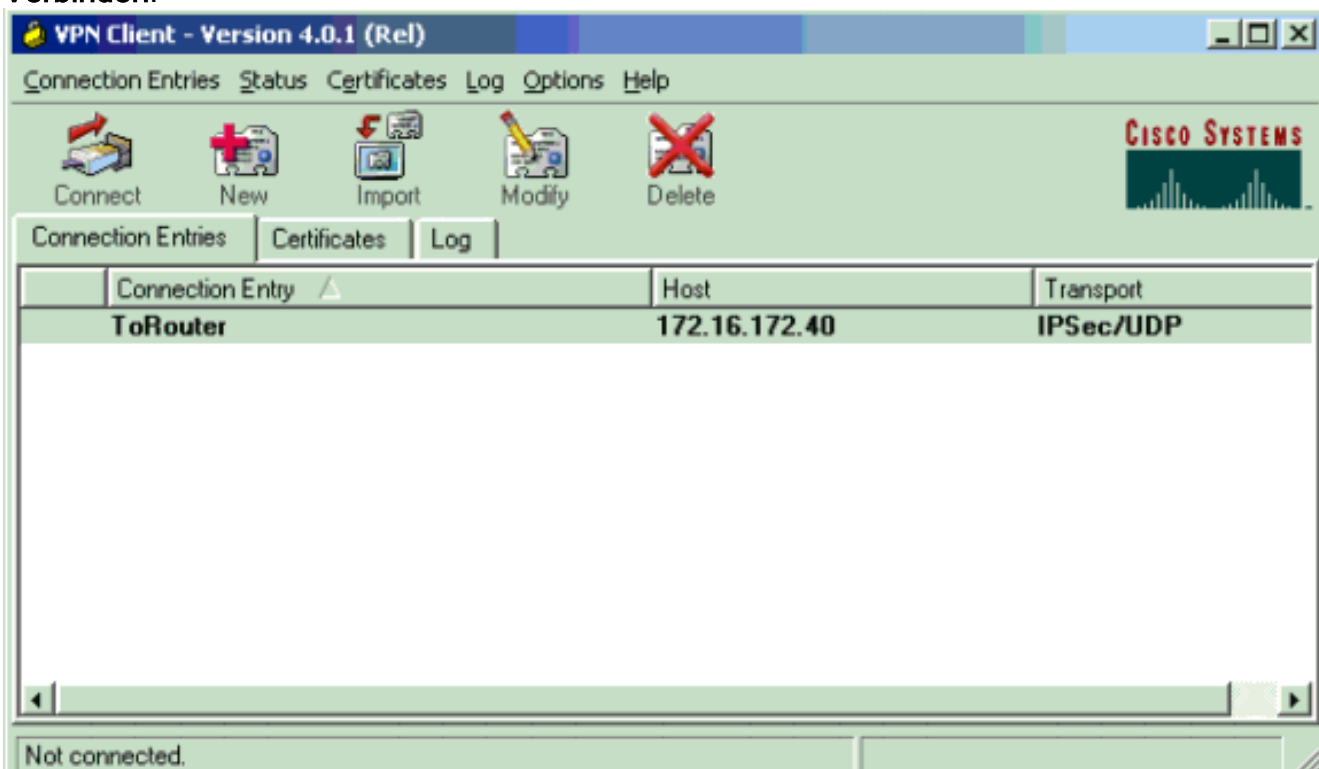 verbinden.
VPN Client - Version 4.0.1 (Rel)
Connection Entries Status Certificates Log Options Help
Connect New Import Modify Delete
CISCO SYSTEMS
Connection Entries Certificates Log
Connection Entry Host Transport
ToRouter 172.16.172.40 IPSec/UDP
Not connected.